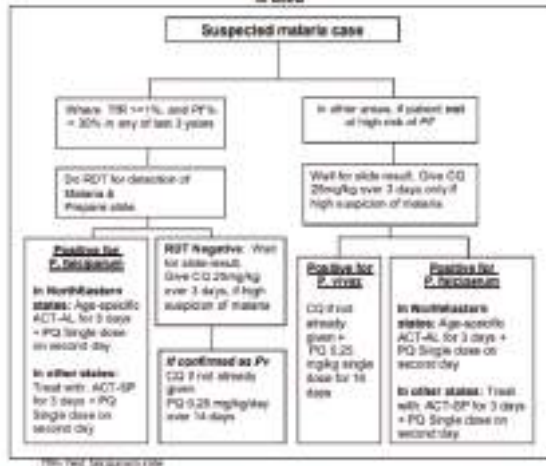 Suspected malaria case
Where TfR >=1%, and Pf%
> 30% in any of last 3 years
In other areas, if patient not
at high risk of Pf
Do RDT for detection of
Malaria &
Prepare slide
Wait for slide result. Give CQ
25mg/kg over 3 days only if
high suspicion of malaria
Positive for
P. falciparum
In NorthEastern
states: Age-specific
ACT-AL for 3 days
+ PQ Single dose
on second day
In other states:
Treat with ACT-SP
for 3 days + PQ
Single dose on
second day
RDT Negative: Wait
for slide result.
Give CQ 25mg/kg
over 3 days, if high
suspicion of malaria
If confirmed as Pv
CQ if not already
given
PQ 0.25 mg/kg/day
over 14 days
Positive for
P. vivax
CQ if not
already
given +
PQ 0.25
mg/kg single
dose for 14
days
Positive for
P. falciparum
In NorthEastern
states: Age-specific
ACT-AL for 3 days +
PQ Single dose on
second day
In other states: Treat
with ACT-SP for 3 days
+ PQ Single dose on
second day